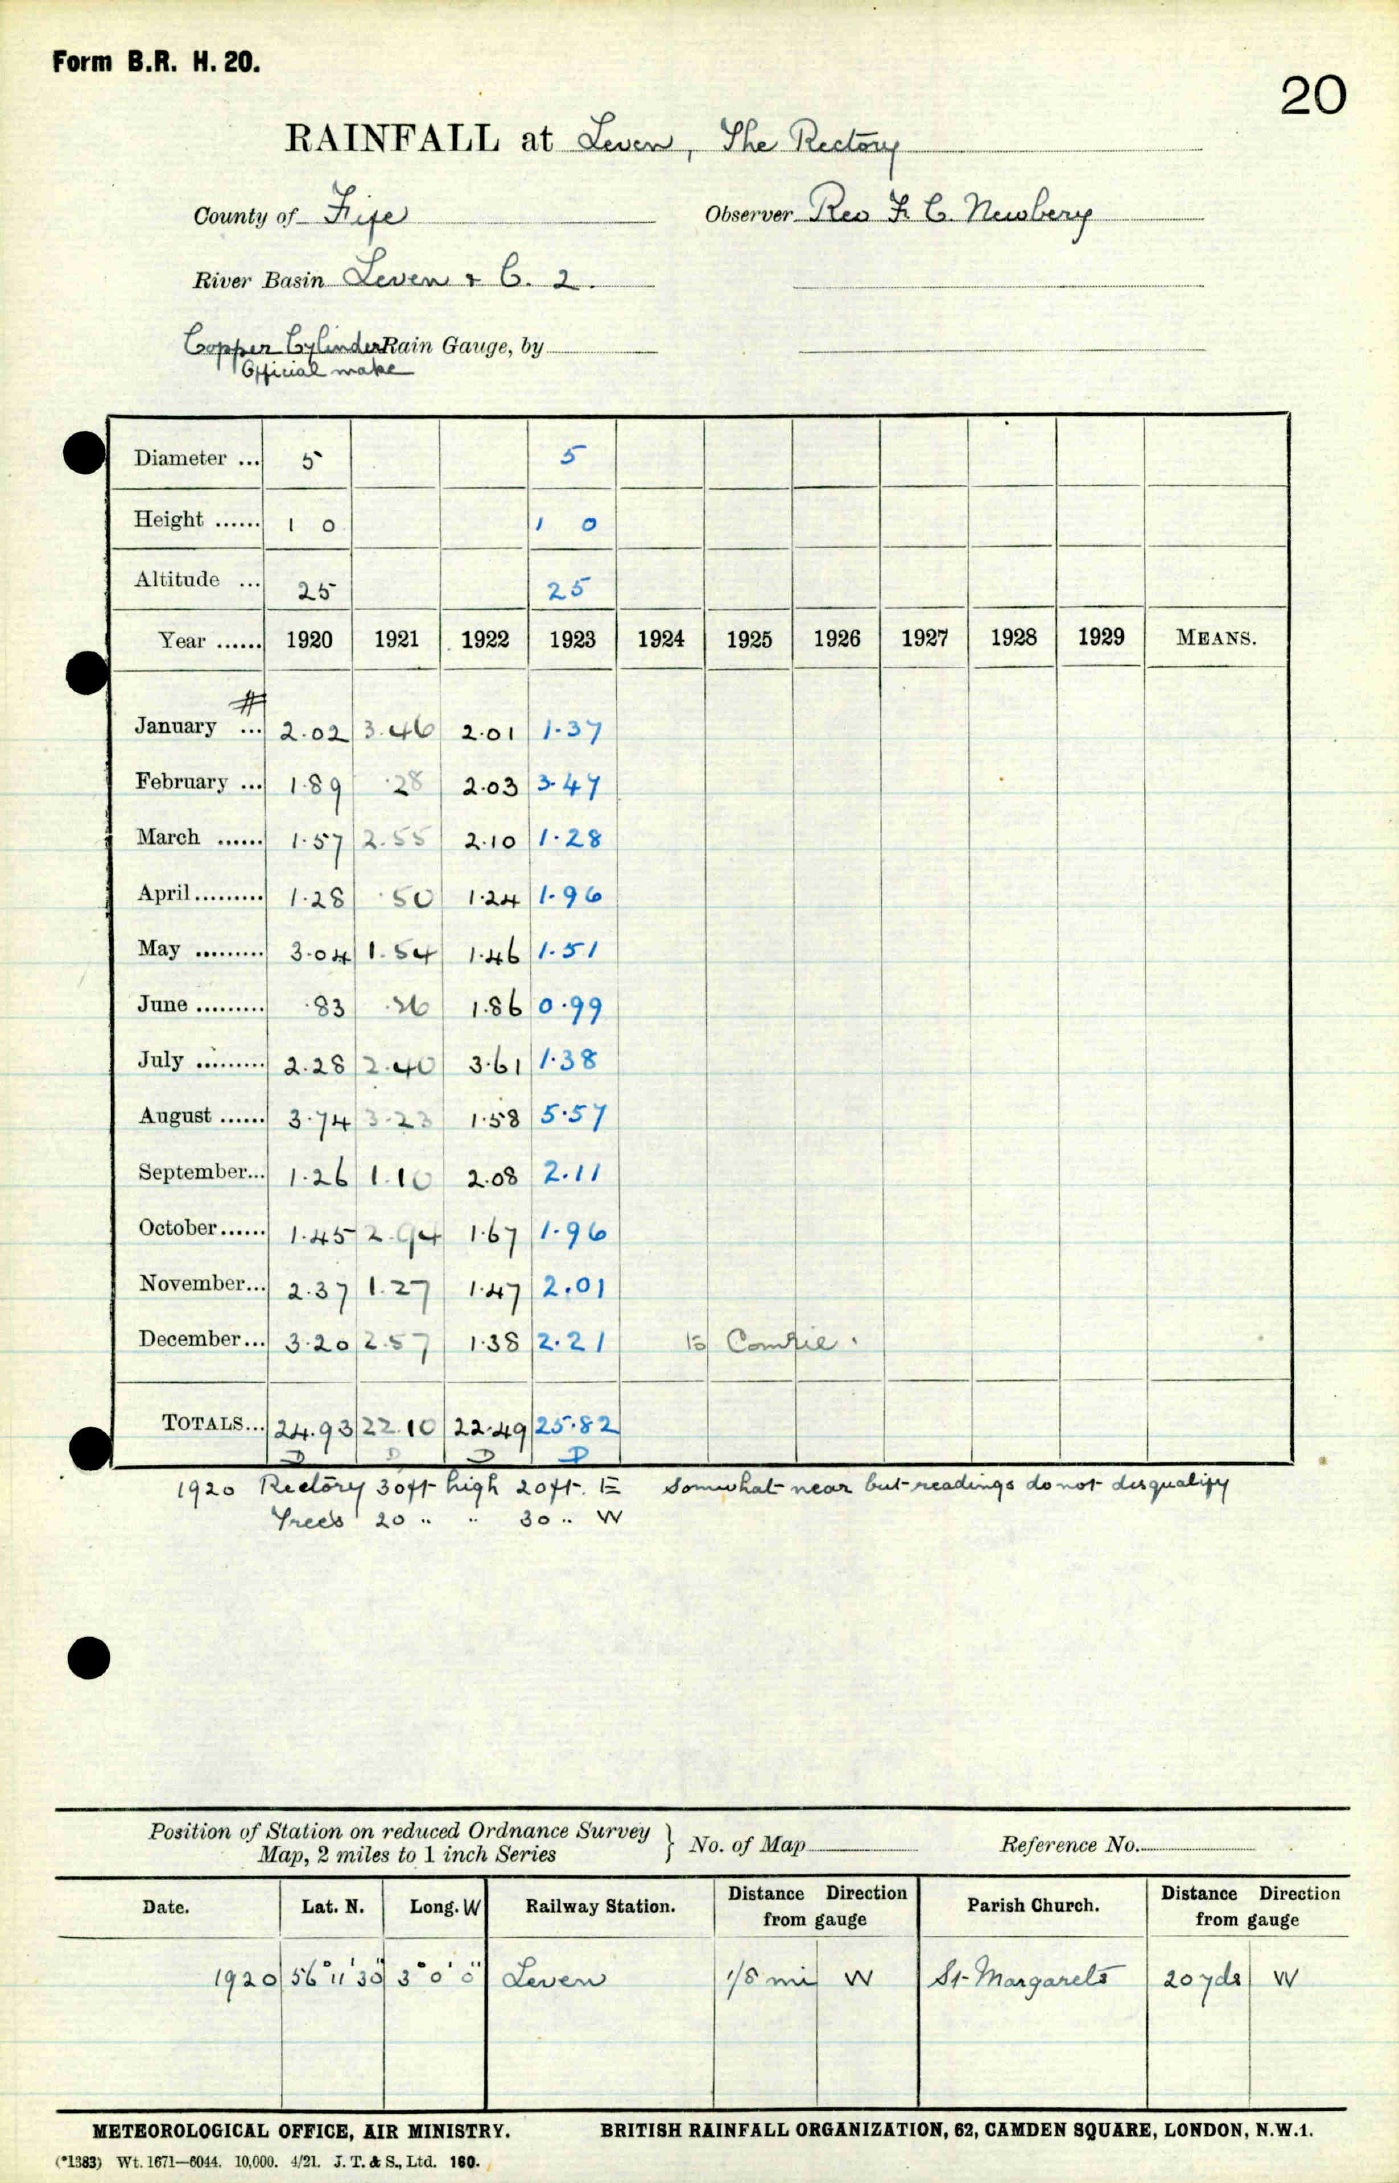 Form B.R. H. 20.
20
RAINFALL at Leven, The Rectory
County of Fife Observer Rev F. C. Newbery
River Basin Leven + C. 2.
Copper Cylinder Rain Gauge, by
Official make
Diameter ... 5 5
Height ...... 1 0 1 0
Altitude ... 25 25
Year ...... 1920 1921 1922 1923 1924 1925 1926 1927 1928 1929 MEANS.
#
January ... 2.02 3.46 2.01 1.37
February ... 1.89 .28 2.03 3.47
March ...... 1.57 2.55 2.10 1.28
April......... 1.28 .50 1.24 1.96
May ......... 3.04 1.54 1.46 1.51
June ......... .83 .26 1.86 0.99
July ......... 2.28 2.40 3.61 1.38
August ...... 3.74 3.23 1.58 5.57
September... 1.26 1.10 2.08 2.11
October...... 1.45 2.94 1.67 1.96
November... 2.37 1.27 1.47 2.01
December... 3.20 2.57 1.38 2.21 to Comrie.
TOTALS... 24.93 22.10 22.49 25.82
D D D D
1920 Rectory 30ft high 20ft. E Somewhat near but readings do not disqualify
Trees 20 " " 30 " W
Position of Station on reduced Ordnance Survey
Map, 2 miles to 1 inch Series } No. of Map Reference No.
Date. Lat. N. Long. W Railway Station. Distance Direction from gauge Parish Church. Distance Direction from gauge
1920 56° 11' 30" 3° 0' 0" Leven 1/8 mi W St Margarets 20 yds W
METEOROLOGICAL OFFICE, AIR MINISTRY. BRITISH RAINFALL ORGANIZATION, 62, CAMDEN SQUARE, LONDON, N.W.1.
(*1383) Wt. 1671—6044. 10,000. 4/21. J. T. & S., Ltd. 160.